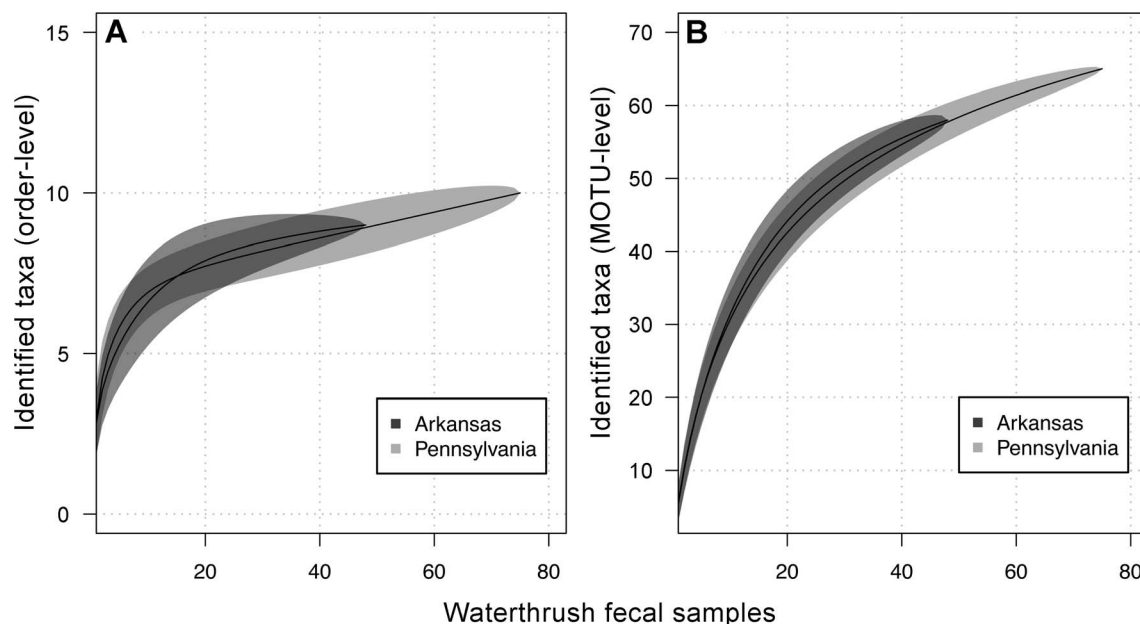 A
Identified taxa (order-level)
15
10
5
0
20
40
60
80
Arkansas
Pennsylvania
B
Identified taxa (MOTU-level)
70
60
50
40
30
20
10
20
40
60
80
Arkansas
Pennsylvania
Waterthrush fecal samples